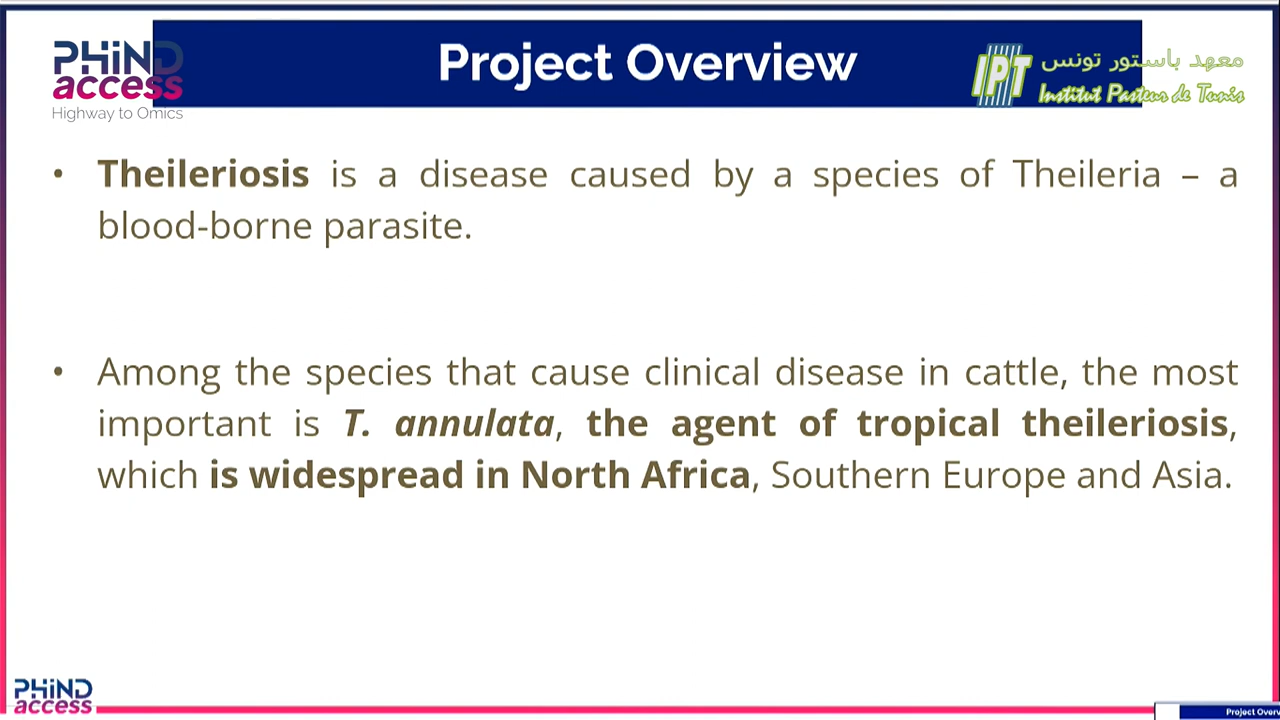 PHiND
access
Highway to Omics
Project Overview
IPT
معهد باستور تونس
Institut Pasteur de Tunis
• Theileriosis is a disease caused by a species of Theileria – a
blood-borne parasite.
• Among the species that cause clinical disease in cattle, the most
important is T. annulata, the agent of tropical theileriosis,
which is widespread in North Africa, Southern Europe and Asia.
PHiND
access
Project Overv